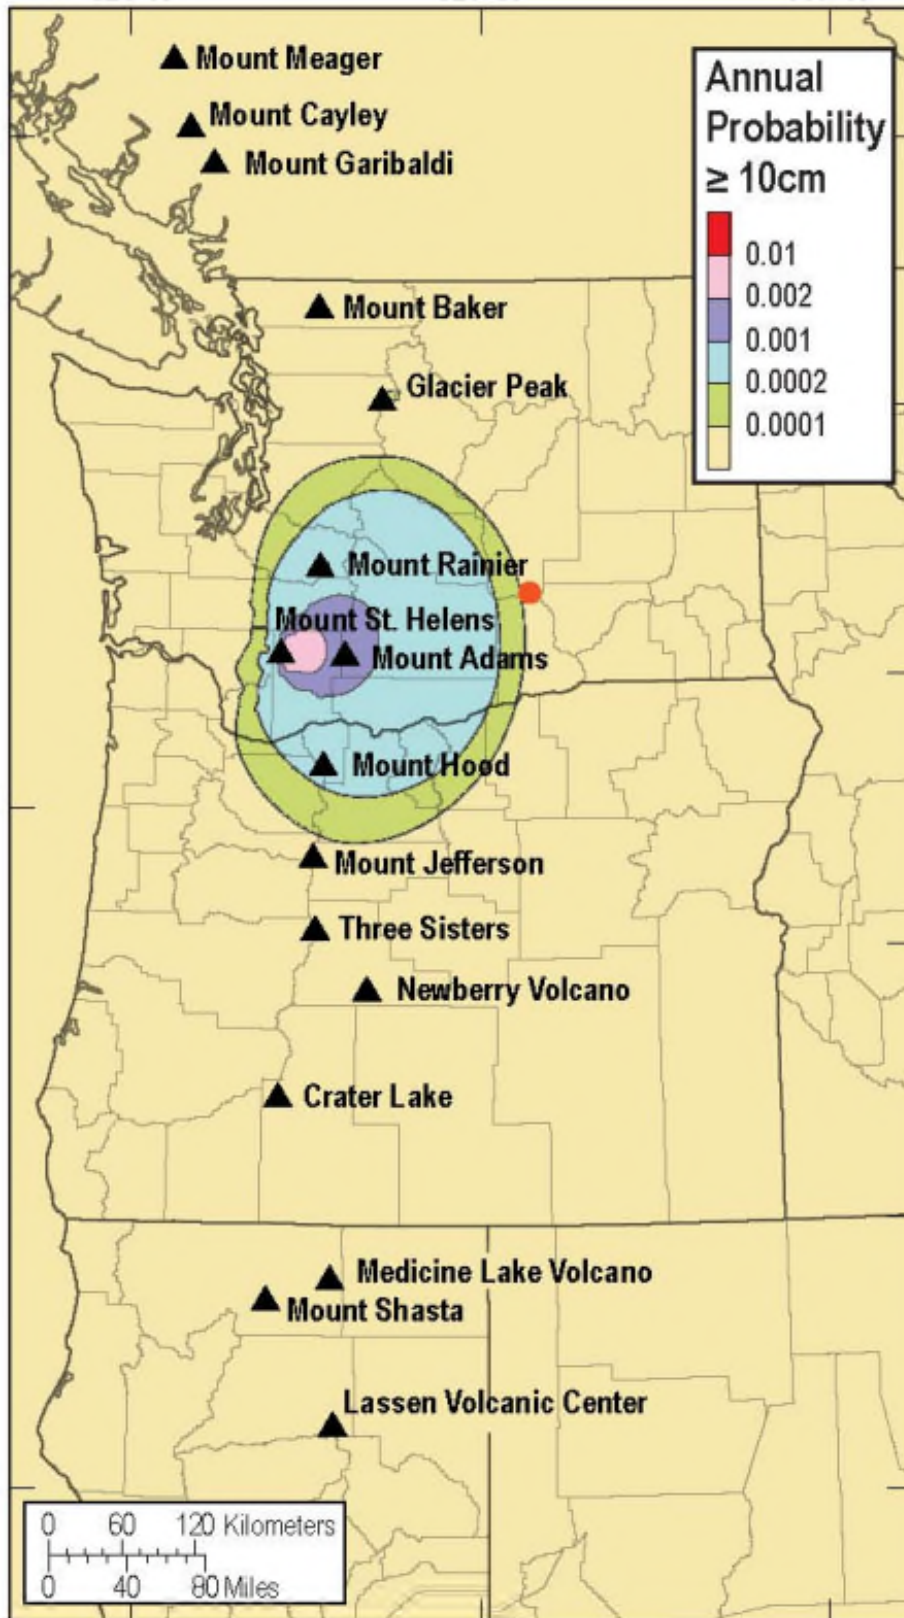 Mount Meager
Mount Cayley
Mount Garibaldi
Annual
Probability
≥ 10cm
0.01
0.002
0.001
0.0002
0.0001
Mount Baker
Glacier Peak
Mount Rainier
Mount St. Helens
Mount Adams
Mount Hood
Mount Jefferson
Three Sisters
Newberry Volcano
Crater Lake
Medicine Lake Volcano
Mount Shasta
Lassen Volcanic Center
0 60 120 Kilometers
0 40 80 Miles